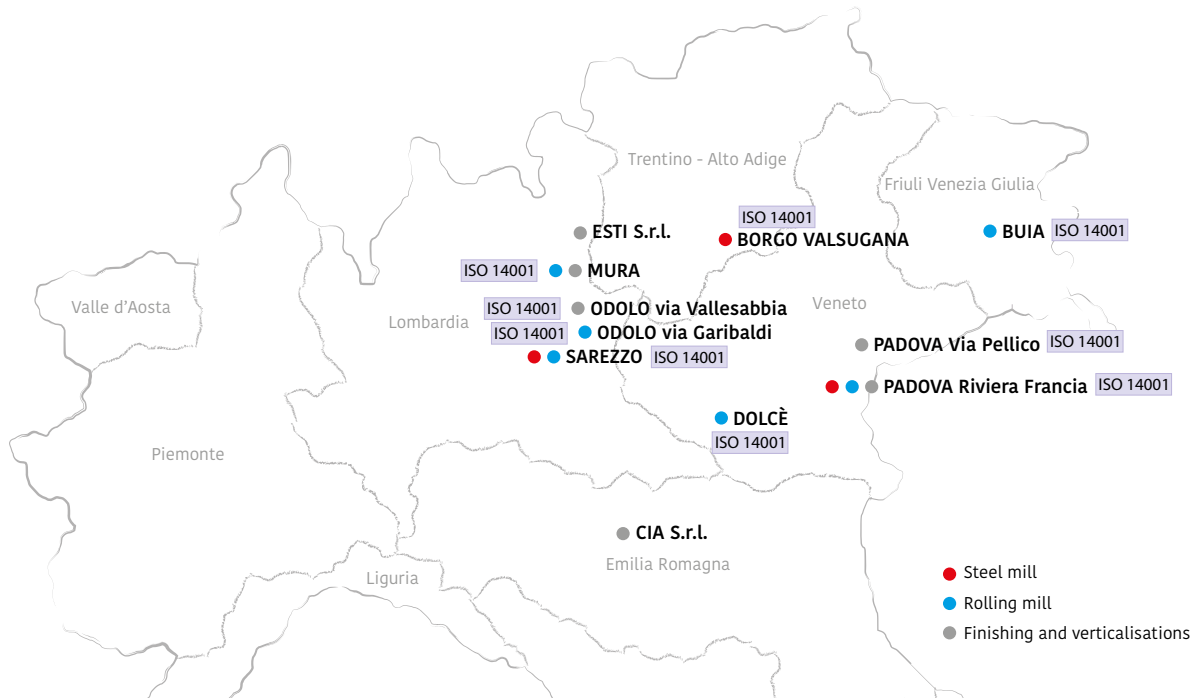 Trentino - Alto Adige
Friuli Venezia Giulia
ISO 14001
ESTI S.r.l.
BORGO VALSUGANA
BUIA ISO 14001
ISO 14001 MURA
Valle d’Aosta
ISO 14001 ODOLO via Vallesabbia
Veneto
Lombardia
ISO 14001 ODOLO via Garibaldi
PADOVA Via Pellico ISO 14001
SAREZZO ISO 14001
PADOVA Riviera Francia ISO 14001
DOLCÈ
ISO 14001
Piemonte
CIA S.r.l.
Emilia Romagna
Liguria
Steel mill
Rolling mill
Finishing and verticalisations